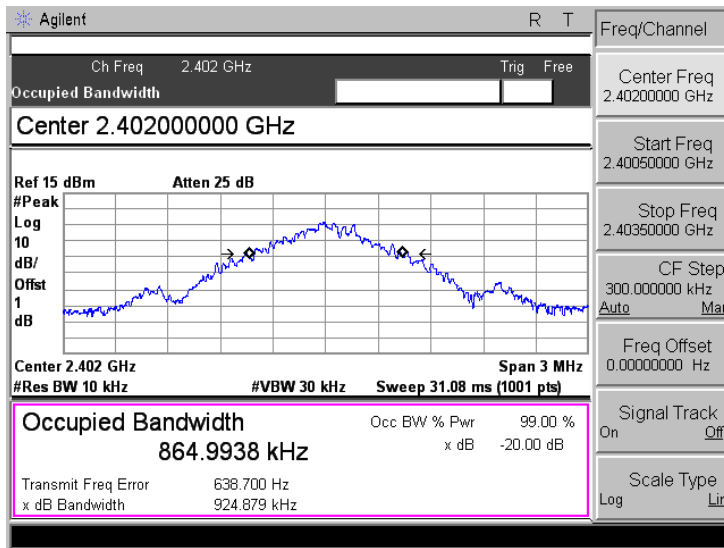 Agilent R T
Ch Freq 2.402 GHz Trig Free
Occupied Bandwidth
Center 2.402000000 GHz
Ref 15 dBm Atten 25 dB
#Peak
Log
10
dB/
Offst
1
dB
Center 2.402 GHz Span 3 MHz
#Res BW 10 kHz #VBW 30 kHz Sweep 31.08 ms (1001 pts)
Occupied Bandwidth Occ BW % Pwr 99.00 %
864.9938 kHz x dB -20.00 dB
Transmit Freq Error 638.700 Hz
x dB Bandwidth 924.879 kHz
Freq/Channel
Center Freq
2.40200000 GHz
Start Freq
2.40050000 GHz
Stop Freq
2.40350000 GHz
CF Step
300.000000 kHz
Auto Mar
Freq Offset
0.00000000 Hz
Signal Track
On Off
Scale Type
Log Lin